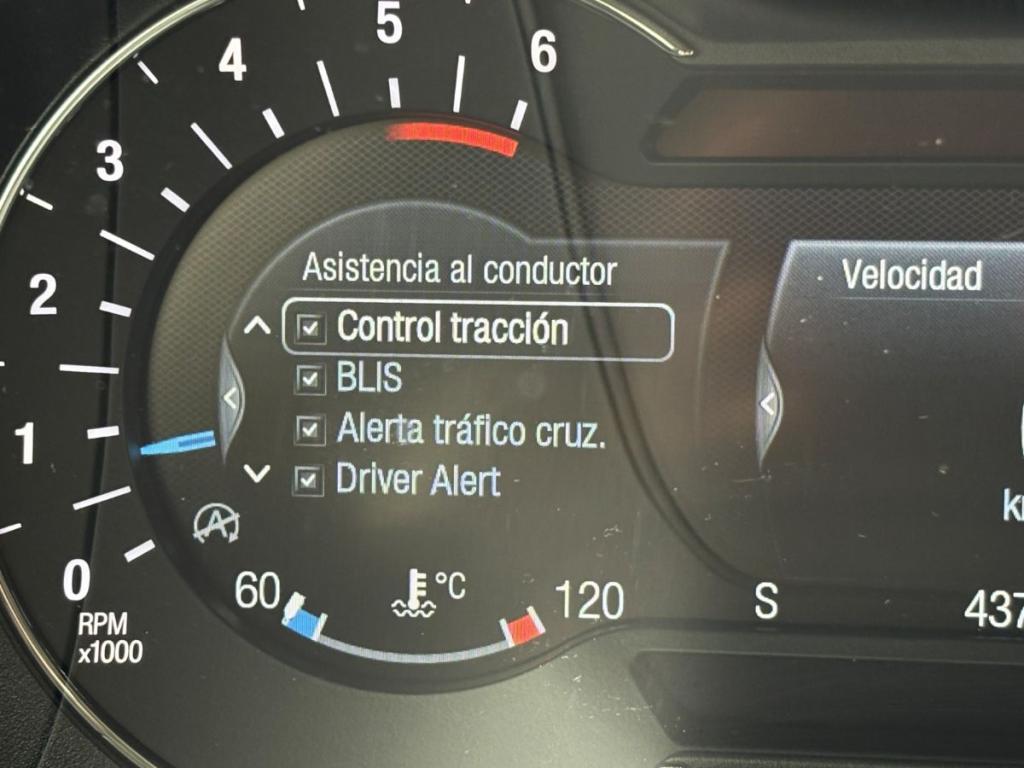 5
4
6
3
2
1
0
RPM
x1000
Asistencia al conductor
Control tracción
BLIS
Alerta tráfico cruz.
Driver Alert
A
60
°C
120
Velocidad
S
437